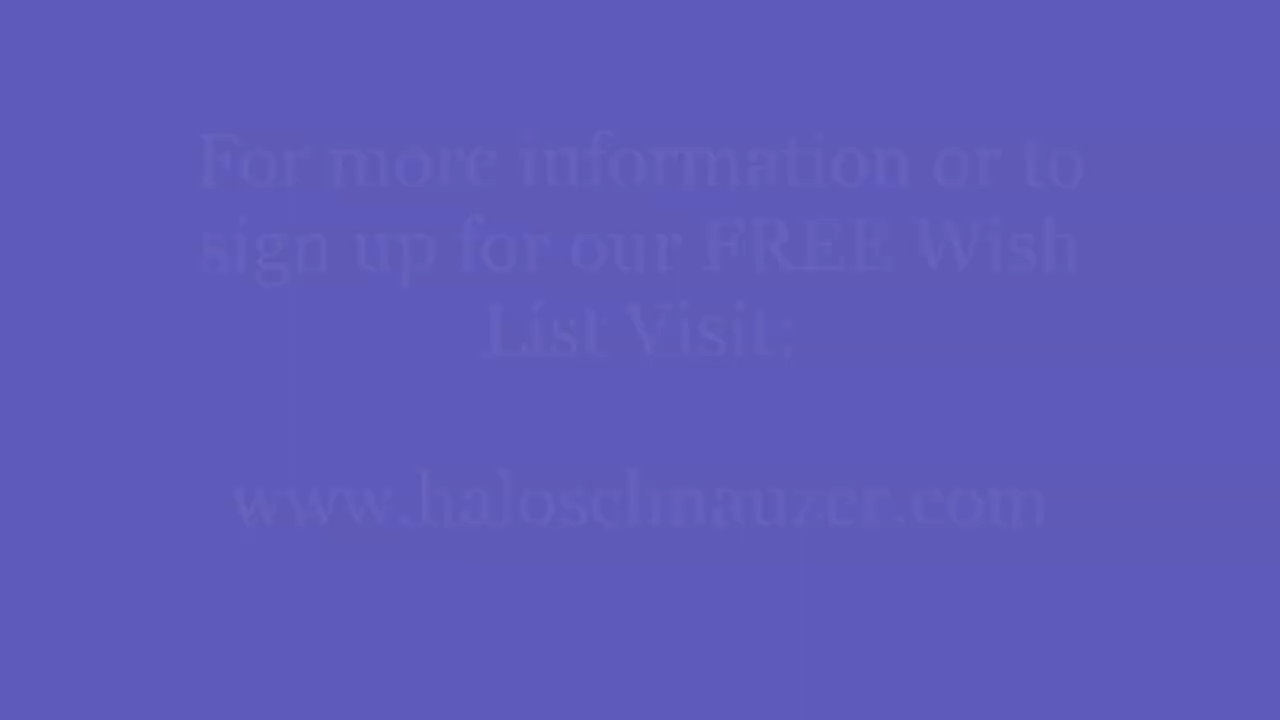 For more information or to
sign up for our FREE Wish
List Visit:
www.haloschnauzer.com